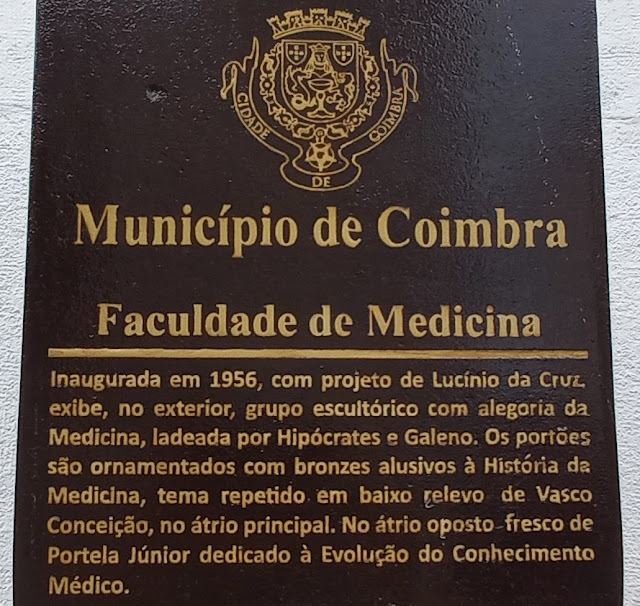 CIDADE DE COIMBRA
Município de Coimbra
Faculdade de Medicina
Inaugurada em 1956, com projeto de Lucínio da Cruz,
exibe, no exterior, grupo escultórico com alegoria da
Medicina, ladeada por Hipócrates e Galeno. Os portões
são ornamentados com bronzes alusivos à História da
Medicina, tema repetido em baixo relevo de Vasco
Conceição, no átrio principal. No átrio oposto fresco de
Portela Júnior dedicado à Evolução do Conhecimento
Médico.